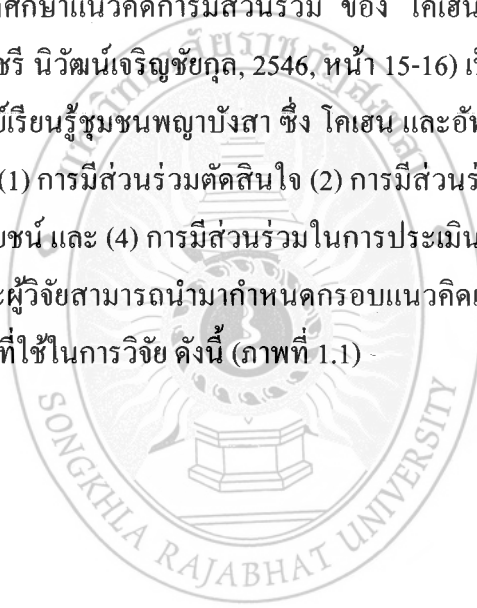 ศึกษาแนวคิดการมีส่วนร่วม ของ โคเฮน
ชรี นิวัฒน์เจริญชัยกุล, 2546, หน้า 15-16)
เรียนรู้ชุมชนพญาบังสา ซึ่ง โคเฮน และอัพ
(1) การมีส่วนร่วมตัดสินใจ (2) การมีส่วนร่
ยชน์ และ (4) การมีส่วนร่วมในการประเมิน
ะผู้วิจัยสามารถนำมากำหนดกรอบแนวคิด
ที่ใช้ในการวิจัย ดังนี้ (ภาพที่ 1.1)
SONGKHLA RAJABHAT UNIVERSITY